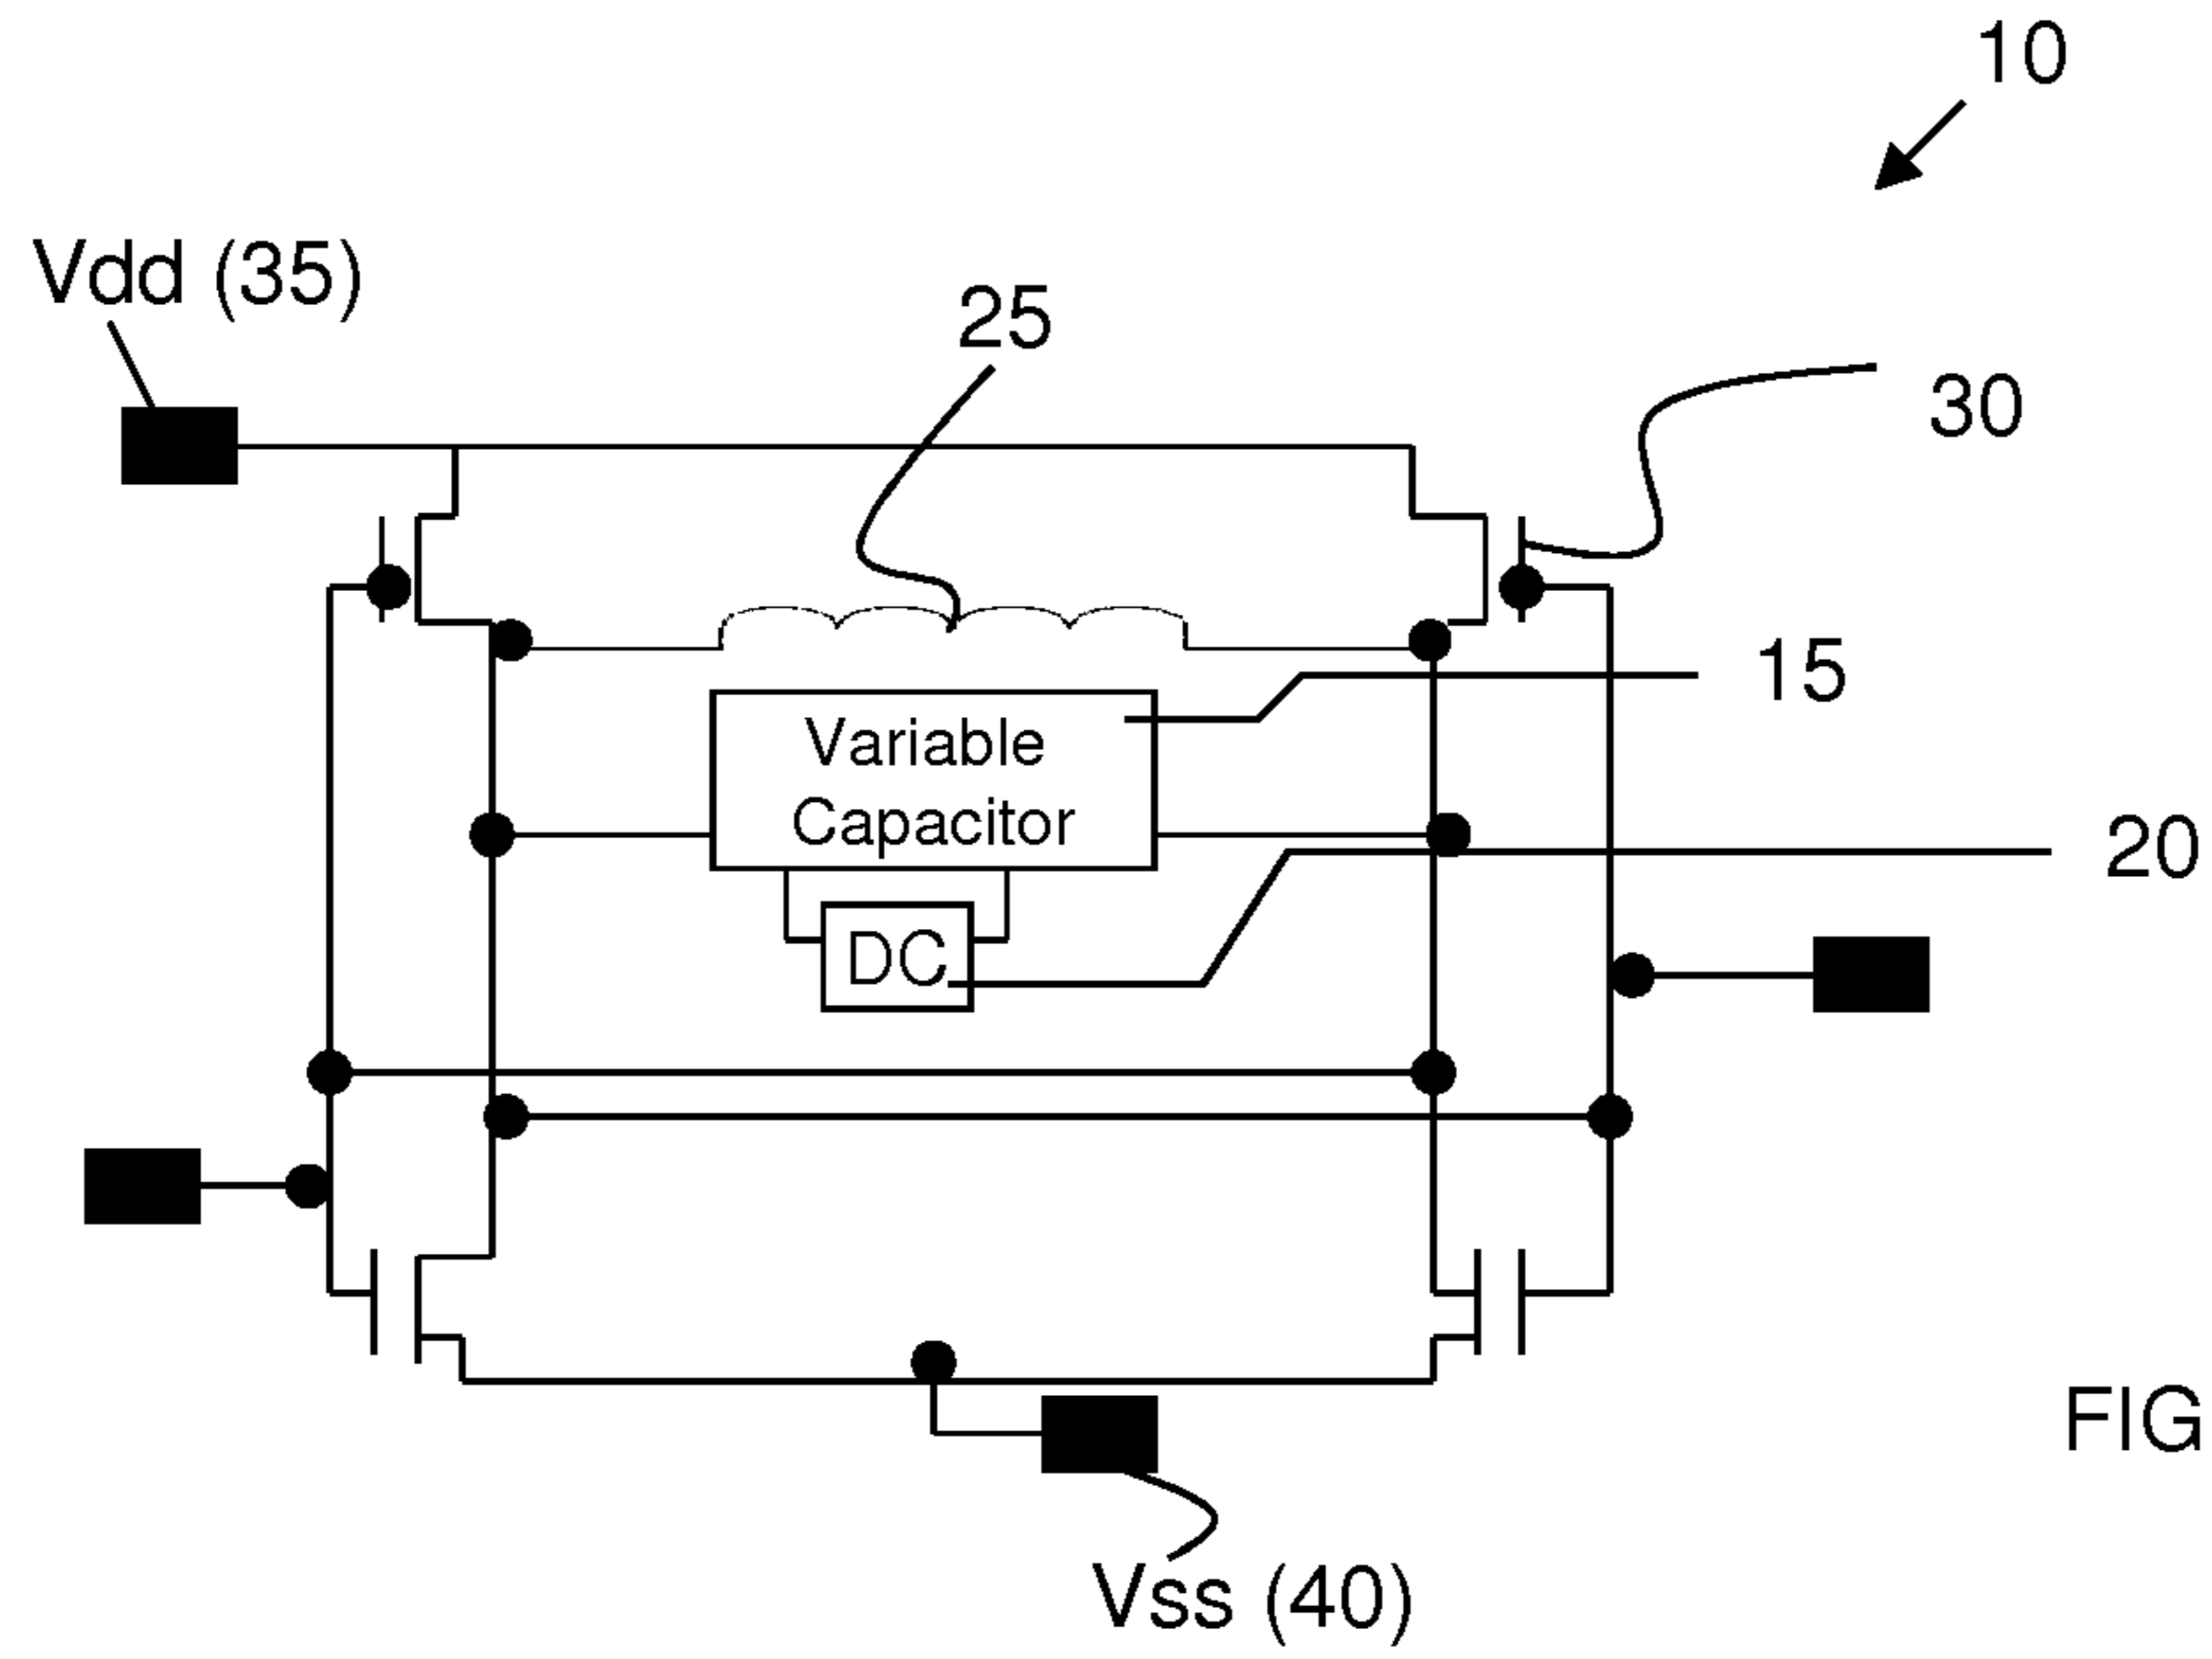 10
Vdd (35)
25
30
15
Variable
Capacitor
20
DC
FIG
Vss (40)